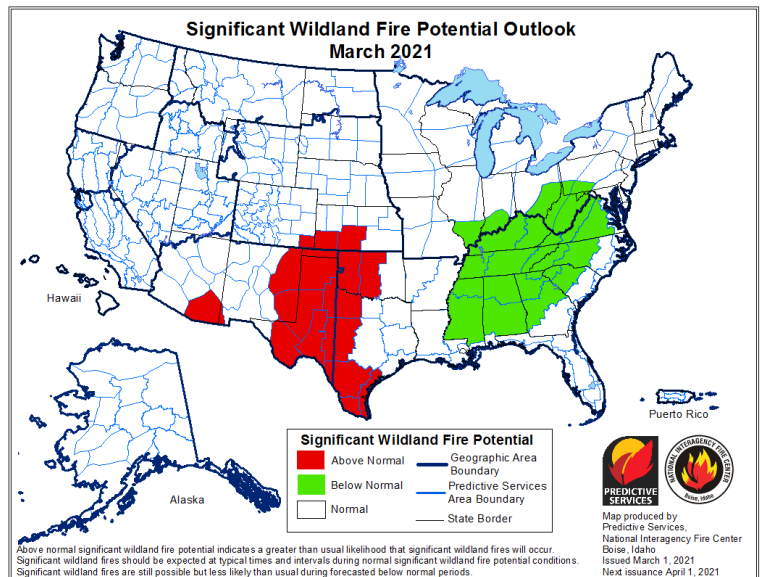 Significant Wildland Fire Potential Outlook
March 2021
Hawaii
Alaska
Puerto Rico
Significant Wildland Fire Potential
Above Normal
Below Normal
Normal
Geographic Area
Boundary
Predictive Services
Area Boundary
State Border
PREDICTIVE
SERVICES
NATIONAL INTERAGENCY FIRE CENTER
Boise, Idaho
Map produced by
Predictive Services,
National Interagency Fire Center
Boise, Idaho
Issued March 1, 2021
Next issuance April 1, 2021
Above normal significant wildland fire potential indicates a greater than usual likelihood that significant wildland fires will occur.
Significant wildland fires should be expected at typical times and intervals during normal significant wildland fire potential conditions.
Significant wildland fires are still possible but less likely than usual during forecasted below normal periods.